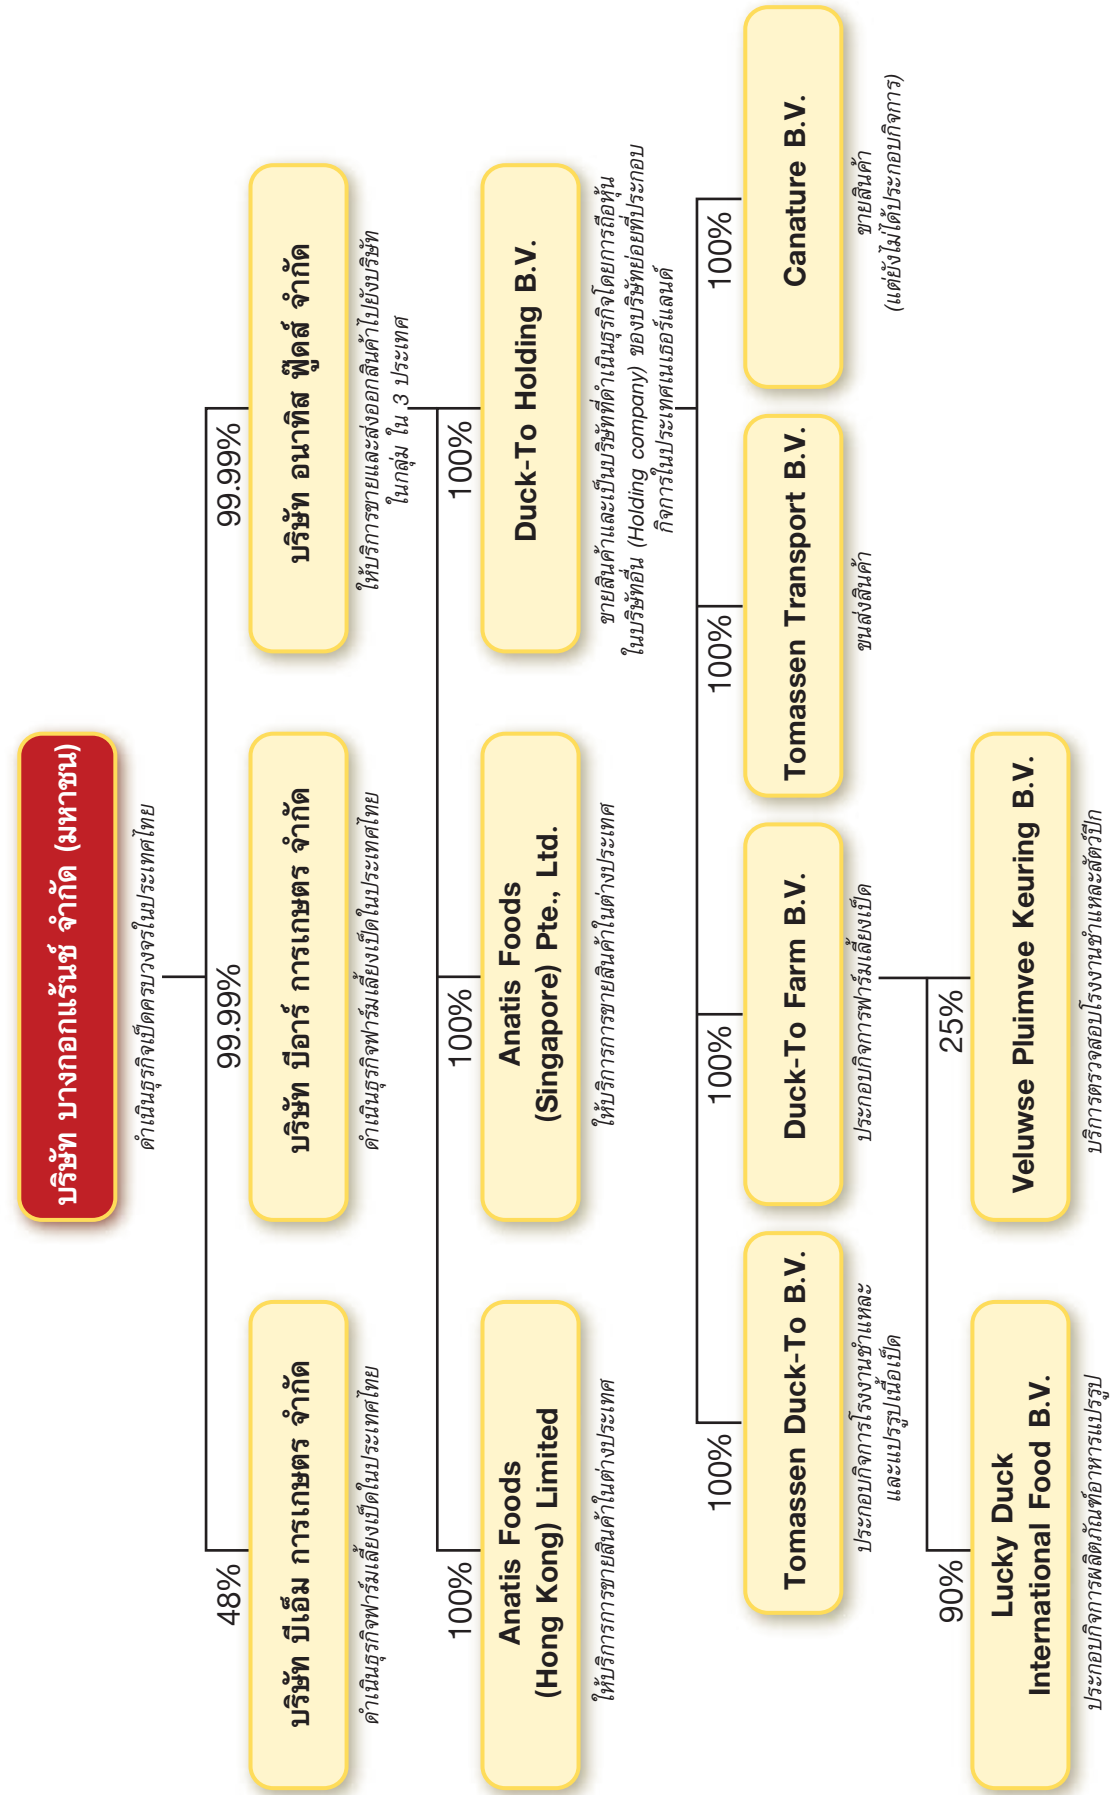 บริษัท บางกอกแร้นช์ จำกัด (มหาชน)
ดำเนินธุรกิจเป็ดครบวงจรในประเทศไทย
48%
99.99%
99.99%
บริษัท บีเอ็ม การเกษตร จำกัด
บริษัท บีอาร์ การเกษตร จำกัด
บริษัท อนาทิส ฟู๊ดส์ จำกัด
ดำเนินธุรกิจฟาร์มเลี้ยงเป็ดในประเทศไทย
ดำเนินธุรกิจฟาร์มเลี้ยงเป็ดในประเทศไทย
ให้บริการขายและส่งออกสินค้าไปยังบริษัท
ในกลุ่ม ใน 3 ประเทศ
100%
100%
100%
Anatis Foods
(Hong Kong) Limited
Anatis Foods
(Singapore) Pte., Ltd.
Duck-To Holding B.V.
ให้บริการการขายสินค้าในต่างประเทศ
ให้บริการการขายสินค้าในต่างประเทศ
ขายสินค้าและเป็นบริษัทที่ดำเนินธุรกิจโดยการถือหุ้น
ในบริษัทอื่น (Holding company) ของบริษัทย่อยที่ประกอบ
กิจการในประเทศเนเธอร์แลนด์
100%
100%
100%
100%
Tomassen Duck-To B.V.
Duck-To Farm B.V.
Tomassen Transport B.V.
Canature B.V.
ประกอบกิจการโรงงานชำแหละ
และแปรรูปเนื้อเป็ด
ประกอบกิจการฟาร์มเลี้ยงเป็ด
ขนส่งสินค้า
ขายสินค้า
(แต่ยังไม่ได้ประกอบกิจการ)
90%
25%
Lucky Duck
International Food B.V.
Veluwse Pluimvee Keuring B.V.
ประกอบกิจการผลิตภัณฑ์อาหารแปรรูป
บริการตรวจสอบโรงงานชำแหละสัตว์ปีก